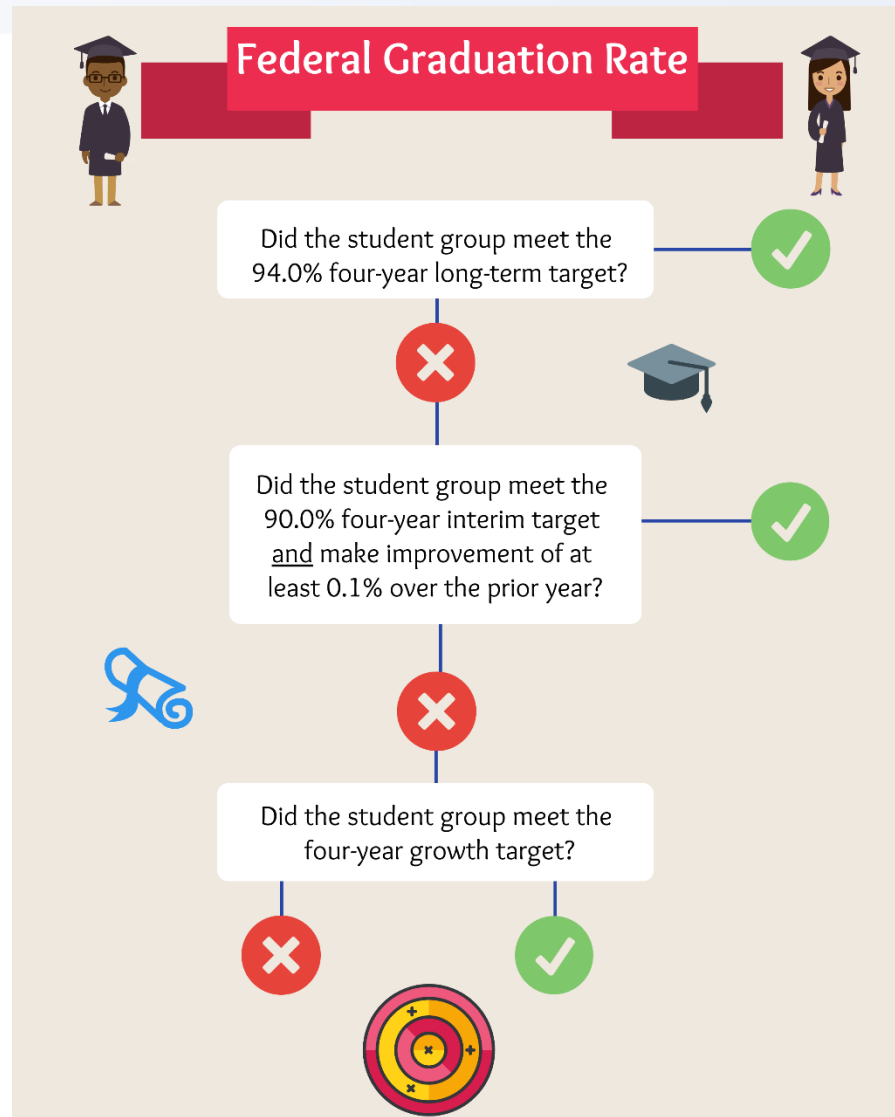 Federal Graduation Rate
Did the student group meet the
94.0% four-year long-term target?
Did the student group meet the
90.0% four-year interim target
and make improvement of at
least 0.1% over the prior year?
Did the student group meet the
four-year growth target?